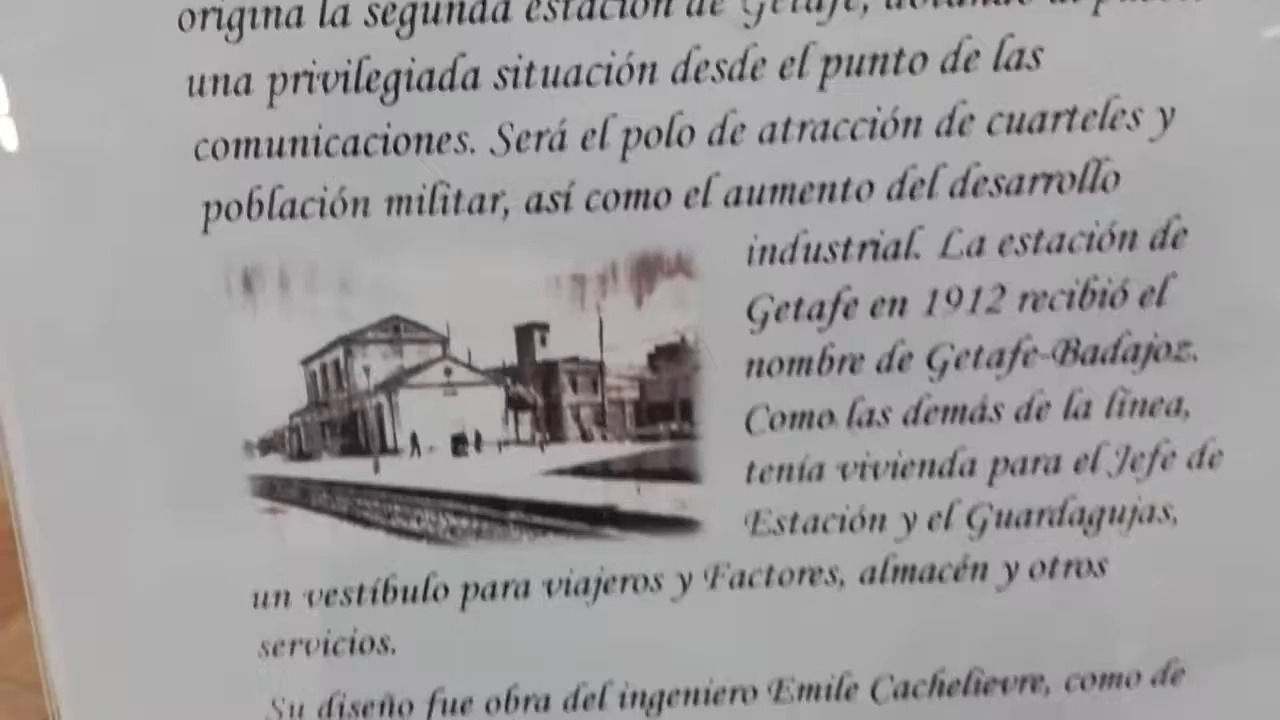 origina la segunda estación de Getafe,
una privilegiada situación desde el punto de las
comunicaciones. Será el polo de atracción de cuarteles y
población militar, así como el aumento del desarrollo
industrial. La estación de
Getafe en 1912 recibió el
nombre de Getafe-Badajoz.
Como las demás de la línea,
tenía vivienda para el Jefe de
Estación y el Guardagujas,
un vestíbulo para viajeros y Factores, almacén y otros
servicios.
Su diseño fue obra del ingeniero Emile Cachelievre, como de